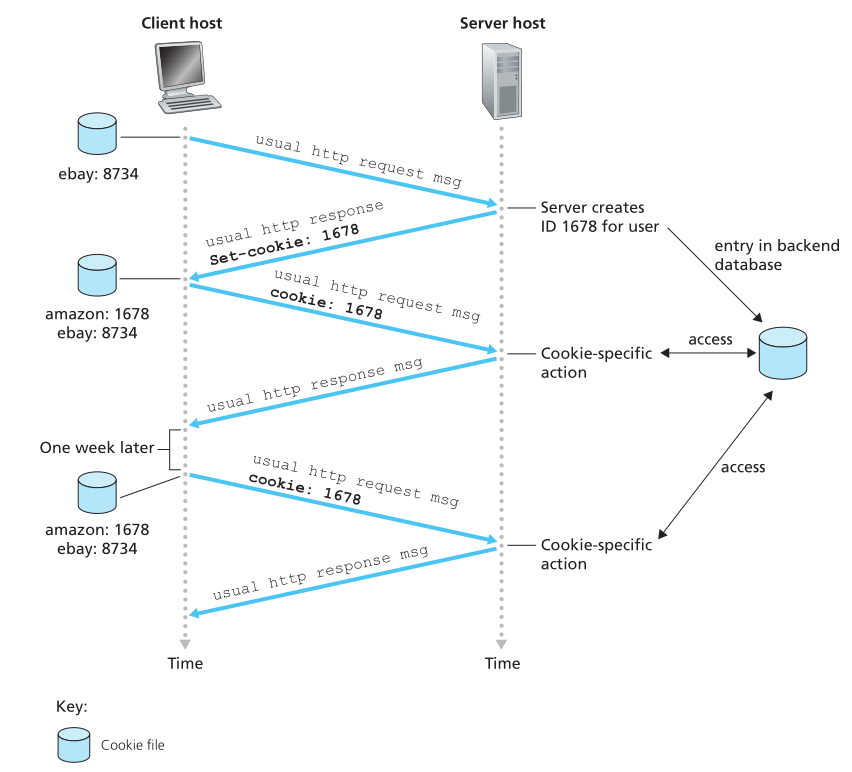 Client host
Server host
usual http request msg
ebay: 8734
Server creates
ID 1678 for user
usual http response
Set-cookie: 1678
entry in backend
database
usual http request msg
cookie: 1678
amazon: 1678
ebay: 8734
access
Cookie-specific
action
usual http response msg
One week later
usual http request msg
cookie: 1678
access
amazon: 1678
ebay: 8734
Cookie-specific
action
usual http response msg
Time
Time
Key:
Cookie file